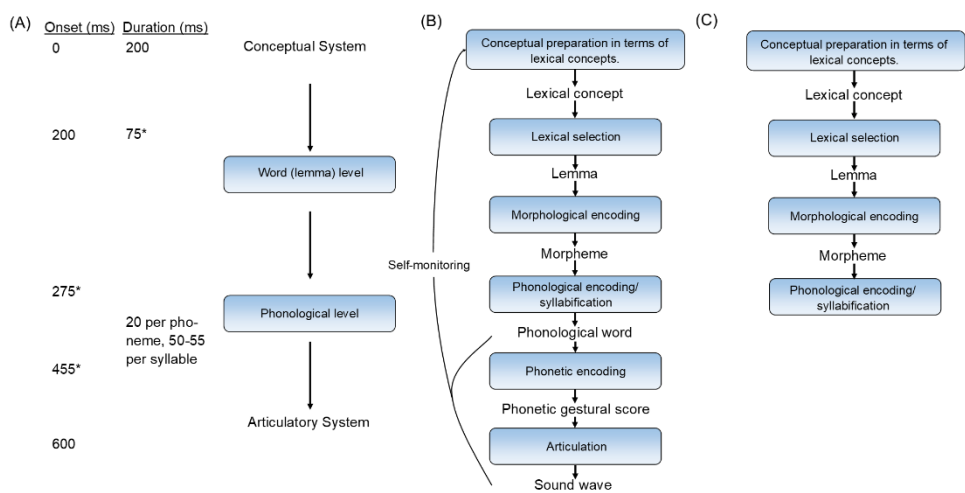 (A)
Onset (ms) Duration (ms)
0 200
Conceptual System
200 75*
Word (lemma) level
275*
Phonological level
20 per pho-
neme, 50-55
per syllable
455*
Articulatory System
600
(B)
Conceptual preparation in terms of
lexical concepts.
Lexical concept
Lexical selection
Lemma
Morphological encoding
Morpheme
Self-monitoring
Phonological encoding/
syllabification
Phonological word
Phonetic encoding
Phonetic gestural score
Articulation
Sound wave
(C)
Conceptual preparation in terms of
lexical concepts.
Lexical concept
Lexical selection
Lemma
Morphological encoding
Morpheme
Phonological encoding/
syllabification